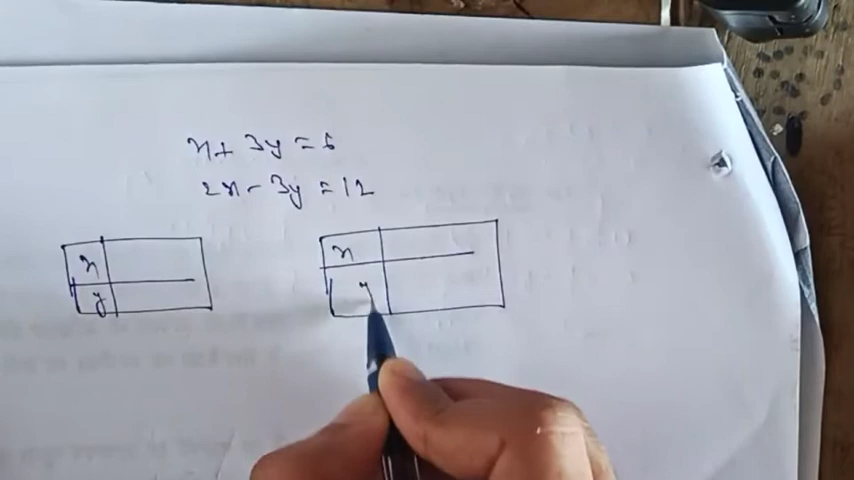 x + 3y = 6
2x - 3y = 12
x
y
x
y